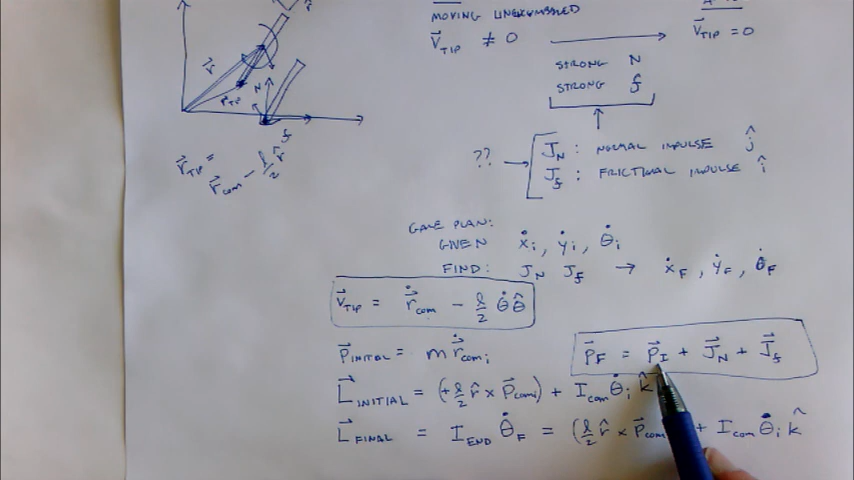 MOVING UNENCUMBERED
V⃗TIP ≠ 0 → V⃗TIP = 0
STRONG N
STRONG f
r̂
r⃗
r⃗TIP
N
f
r⃗TIP =
r⃗COM − l/2 r̂
?? → JN : NORMAL IMPULSE ĵ
Jf : FRICTIONAL IMPULSE î
GAME PLAN:
GIVEN ẋi, ẏi, θ̇i
FIND: JN Jf → ẋF, ẏF, θ̇F
V⃗TIP = ṙ⃗COM − l/2 θ̇ θ̂
P⃗INITIAL = m ṙ⃗COMi
P⃗F = P⃗I + J⃗N + J⃗f
L⃗INITIAL = (+l/2 r̂ × P⃗COMi) + ICOM θ̇i k̂
L⃗FINAL = IEND θ̇F = (l/2 r̂ × P⃗COM + ICOM θ̇i k̂